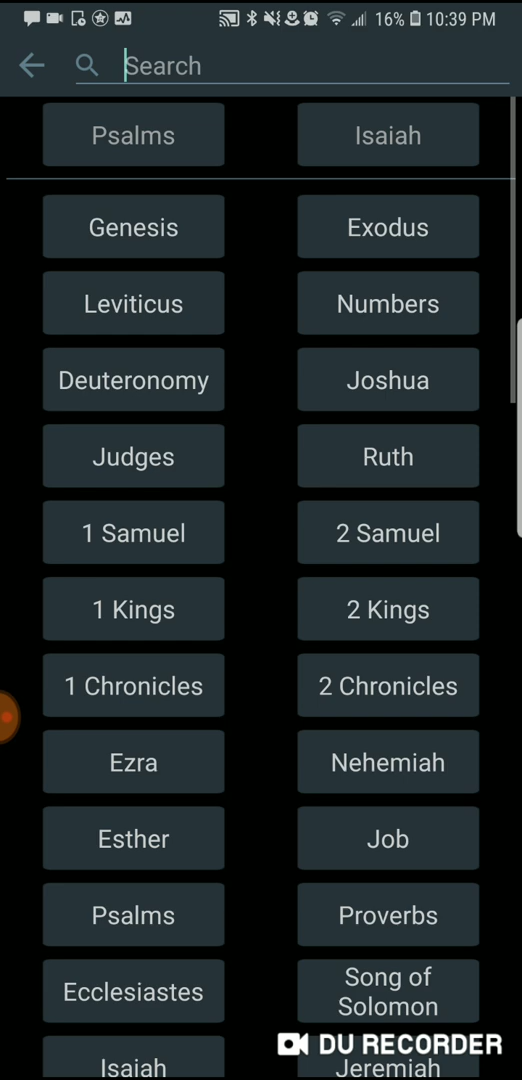 16% 10:39 PM
Search
Psalms Isaiah
Genesis Exodus
Leviticus Numbers
Deuteronomy Joshua
Judges Ruth
1 Samuel 2 Samuel
1 Kings 2 Kings
1 Chronicles 2 Chronicles
Ezra Nehemiah
Esther Job
Psalms Proverbs
Ecclesiastes Song of
Solomon
DU RECORDER
Isaiah Jeremiah